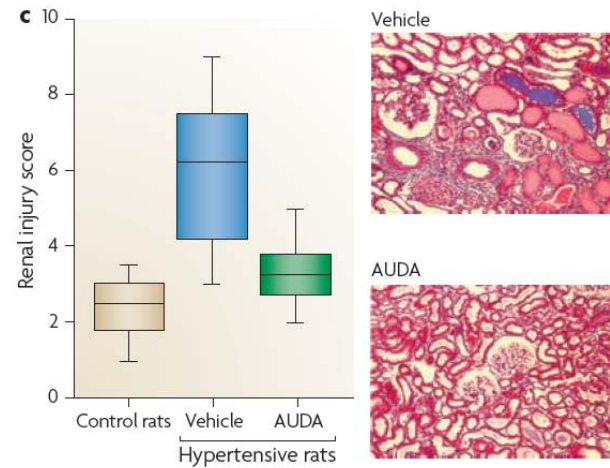 c
Renal injury score
10
8
6
4
2
0
Control rats
Vehicle
AUDA
Hypertensive rats
Vehicle
AUDA